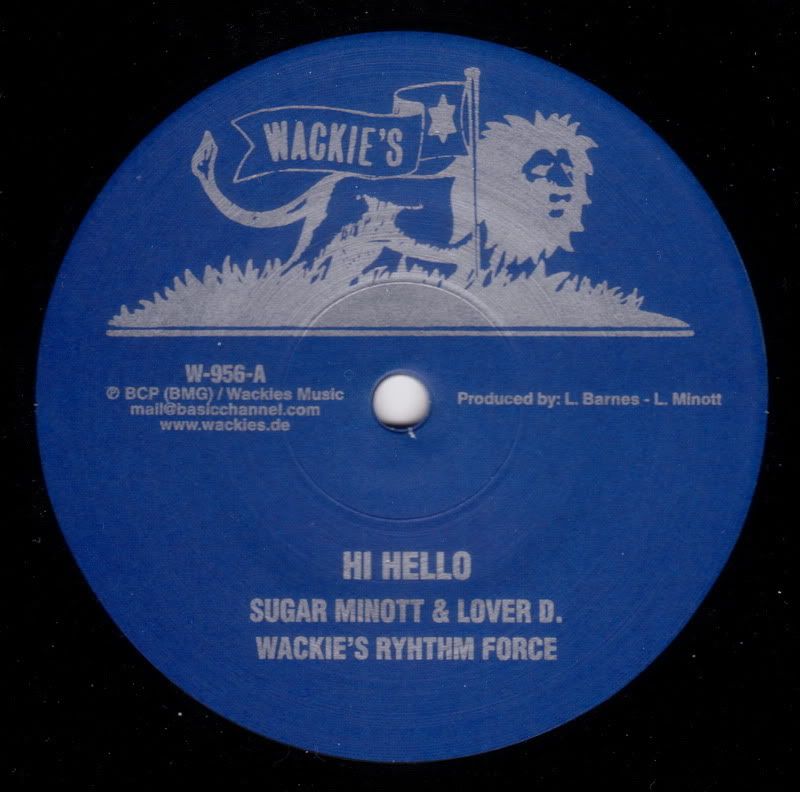 WACKIE'S
W-956-A
℗ BCP (BMG) / Wackies Music
mail@basicchannel.com
www.wackies.de
Produced by: L. Barnes - L. Minott
HI HELLO
SUGAR MINOTT & LOVER D.
WACKIE'S RYHTHM FORCE